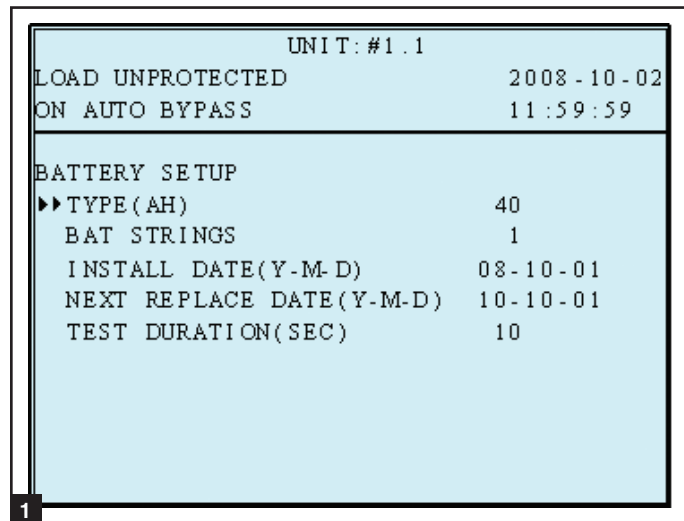 UNIT:#1.1
LOAD UNPROTECTED 2008-10-02
ON AUTO BYPASS 11:59:59
BATTERY SETUP
▶▶TYPE(AH) 40
BAT STRINGS 1
INSTALL DATE(Y-M-D) 08-10-01
NEXT REPLACE DATE(Y-M-D) 10-10-01
TEST DURATION(SEC) 10
1